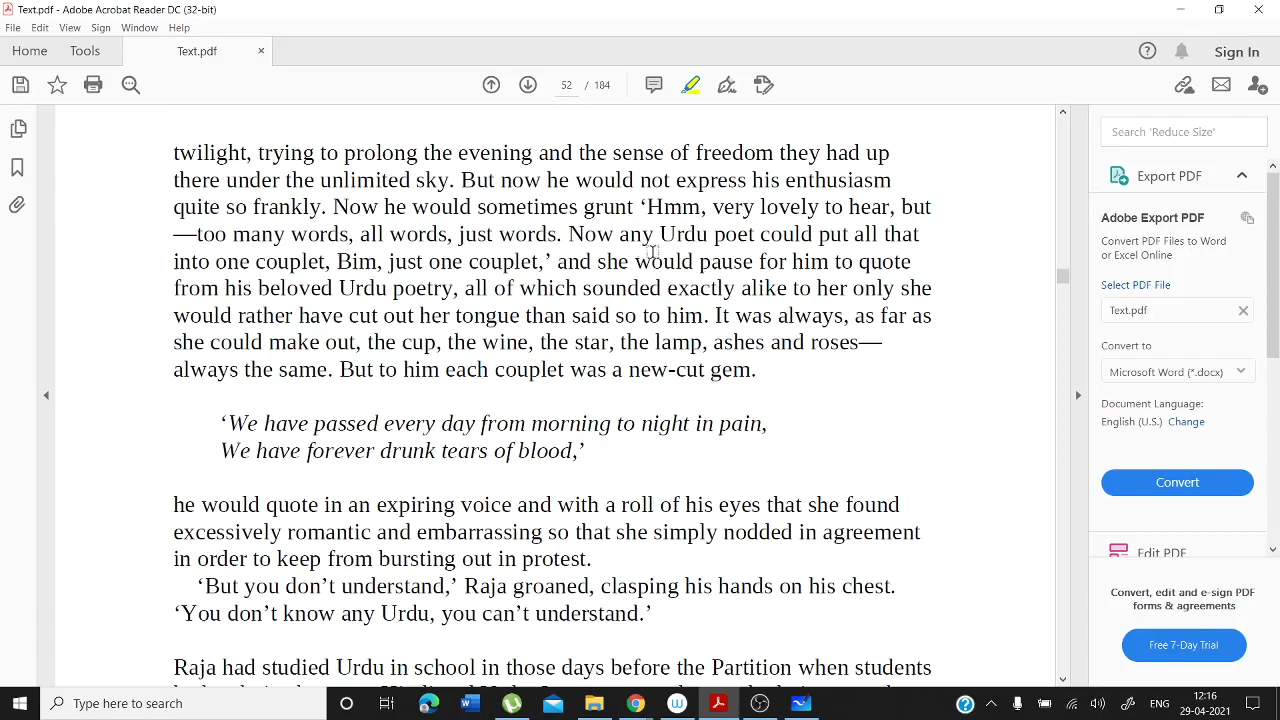 Text.pdf - Adobe Acrobat Reader DC (32-bit)
File Edit View Sign Window Help
Home Tools Text.pdf × Sign In
52 / 184
twilight, trying to prolong the evening and the sense of freedom they had up
there under the unlimited sky. But now he would not express his enthusiasm
quite so frankly. Now he would sometimes grunt ‘Hmm, very lovely to hear, but
—too many words, all words, just words. Now any Urdu poet could put all that
into one couplet, Bim, just one couplet,’ and she would pause for him to quote
from his beloved Urdu poetry, all of which sounded exactly alike to her only she
would rather have cut out her tongue than said so to him. It was always, as far as
she could make out, the cup, the wine, the star, the lamp, ashes and roses—
always the same. But to him each couplet was a new-cut gem.
‘We have passed every day from morning to night in pain,
We have forever drunk tears of blood,’
he would quote in an expiring voice and with a roll of his eyes that she found
excessively romantic and embarrassing so that she simply nodded in agreement
in order to keep from bursting out in protest.
‘But you don’t understand,’ Raja groaned, clasping his hands on his chest.
‘You don’t know any Urdu, you can’t understand.’
Raja had studied Urdu in school in those days before the Partition when students
Search 'Reduce Size'
Export PDF
Adobe Export PDF
Convert PDF Files to Word
or Excel Online
Select PDF File
Text.pdf
Convert to
Microsoft Word (*.docx)
Document Language:
English (U.S.) Change
Convert
Edit PDF
Convert, edit and e-sign PDF
forms & agreements
Free 7-Day Trial
Type here to search
ENG
12:16
29-04-2021